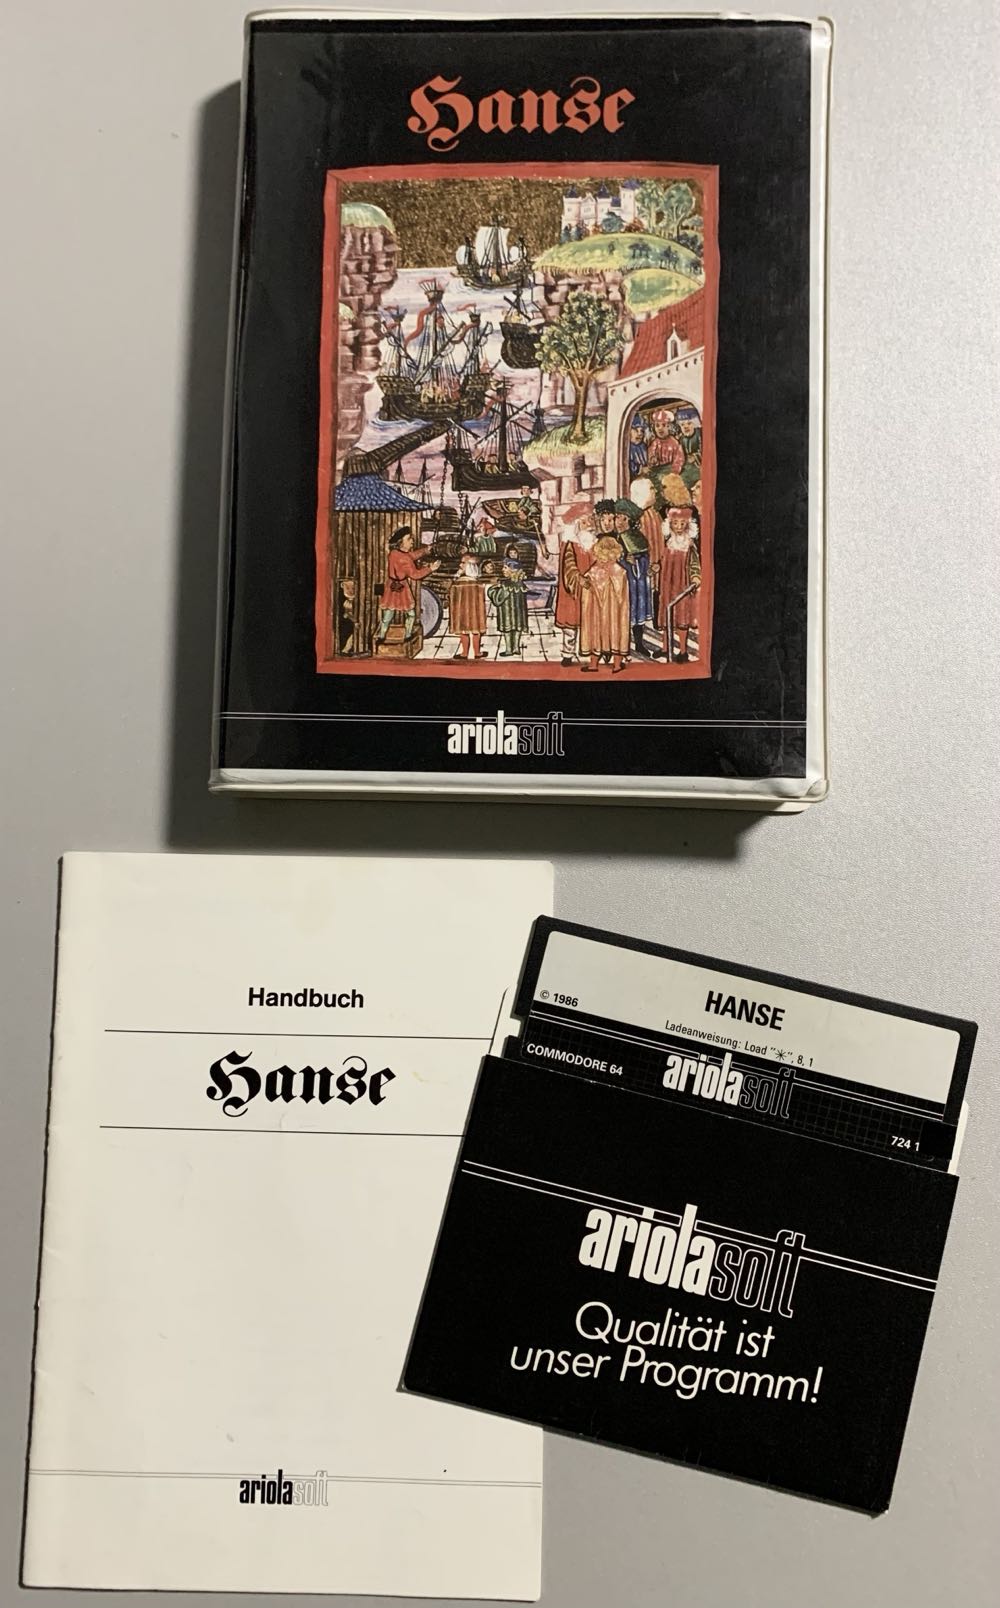 Hanse
ariolasoft
Handbuch
Hanse
ariolasoft
© 1986
HANSE
Ladeanweisung: Load "✳", 8, 1
COMMODORE 64
ariolasoft
724 1
ariolasoft
Qualität ist
unser Programm!